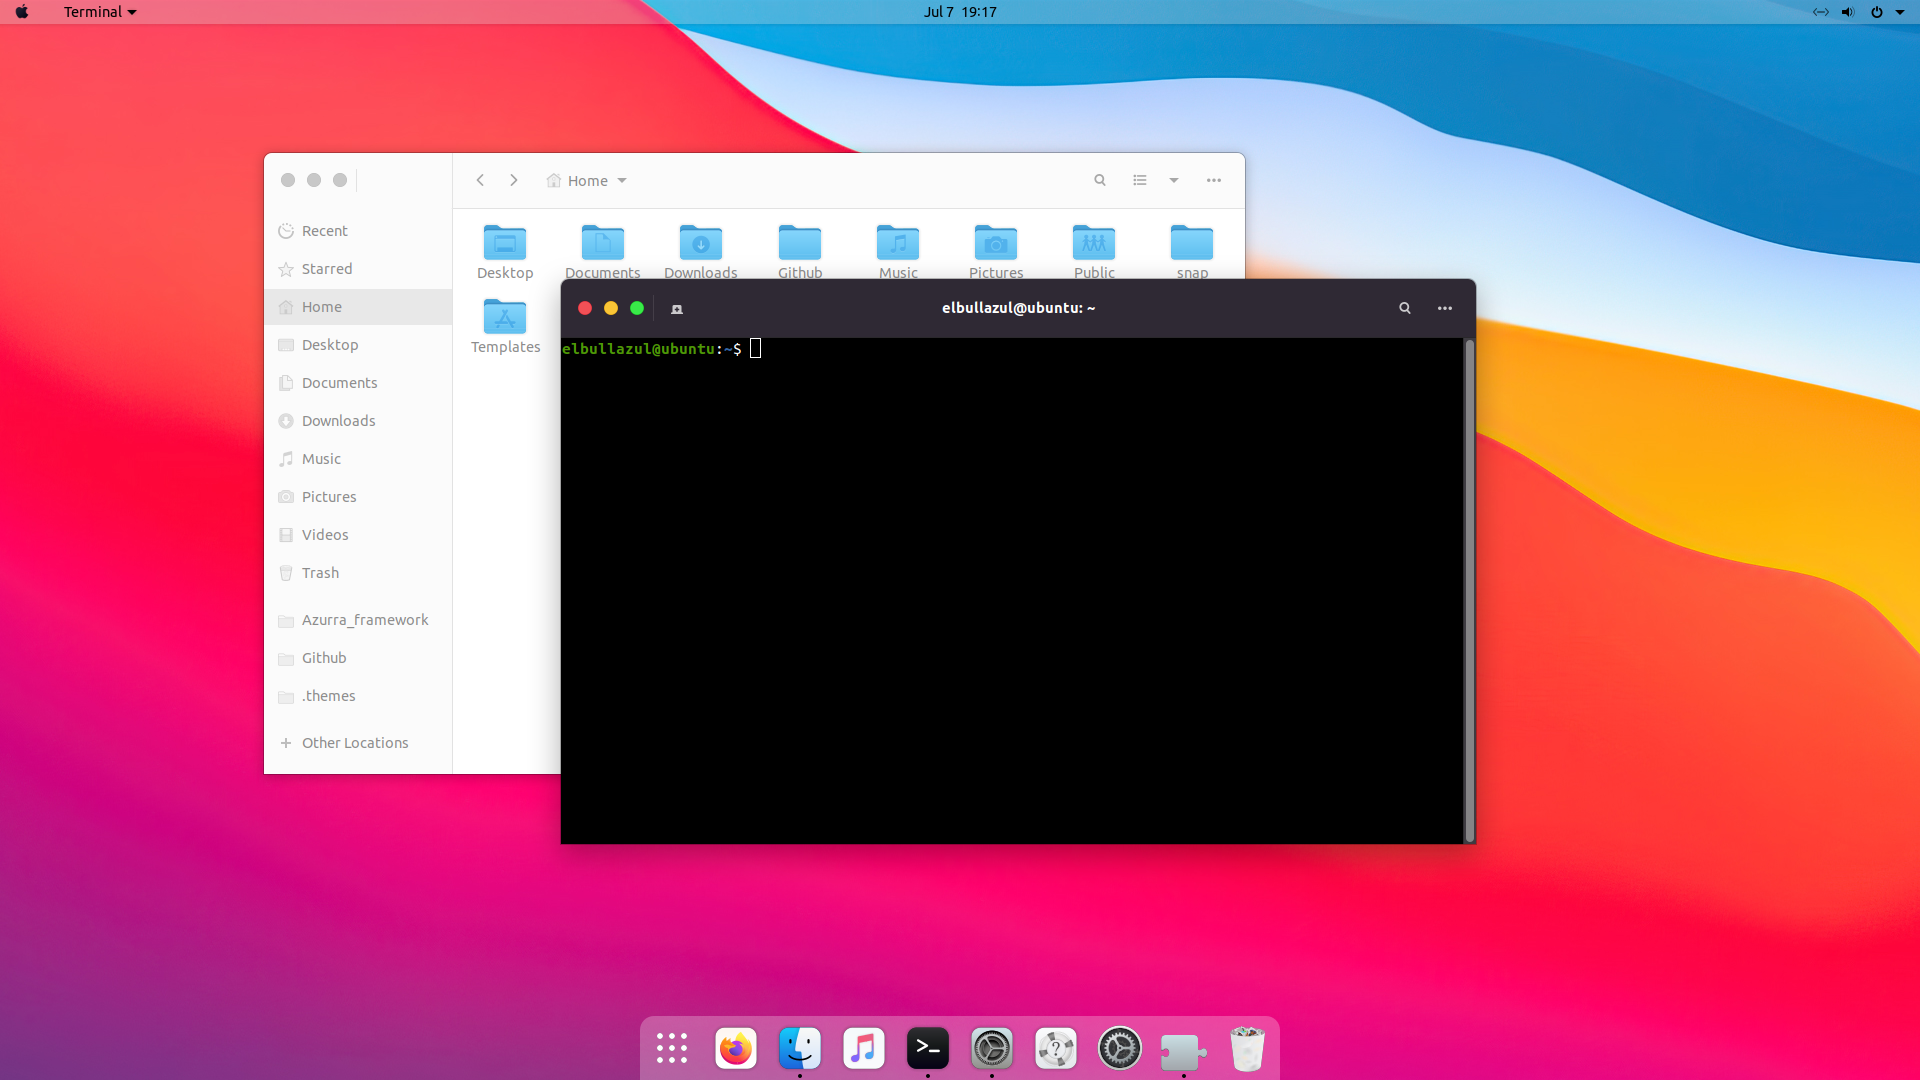 Terminal
Jul 7 19:17
Home
Recent
Starred
Home
Desktop
Documents
Downloads
Music
Pictures
Videos
Trash
Azurra_framework
Github
.themes
Other Locations
Desktop
Documents
Downloads
Github
Music
Pictures
Public
snap
Templates
elbullazul@ubuntu: ~
elbullazul@ubuntu:~$
>_
?